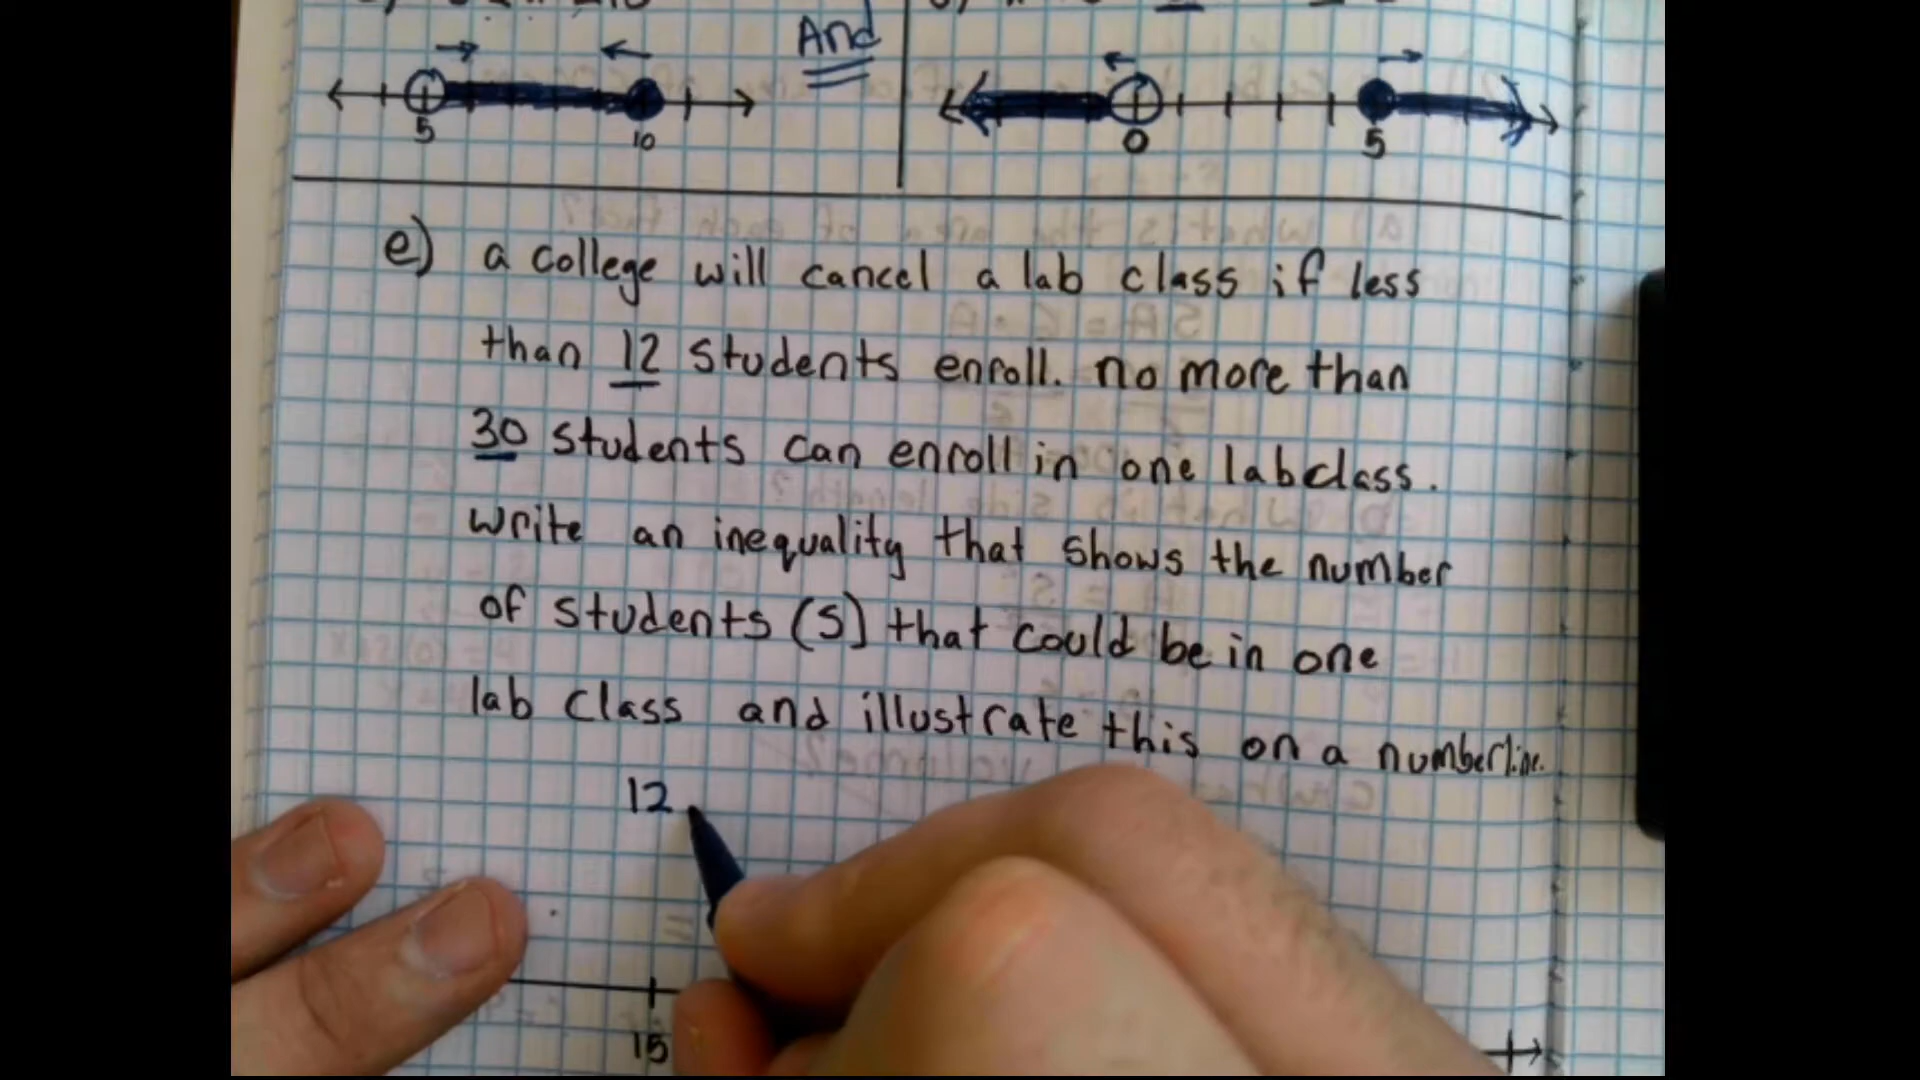 And
5
10
0
5
e) a college will cancel a lab class if less
than 12 students enroll. no more than
30 students can enroll in one lab class.
write an inequality that shows the number
of students (S) that could be in one
lab class and illustrate this on a numberline.
12
15